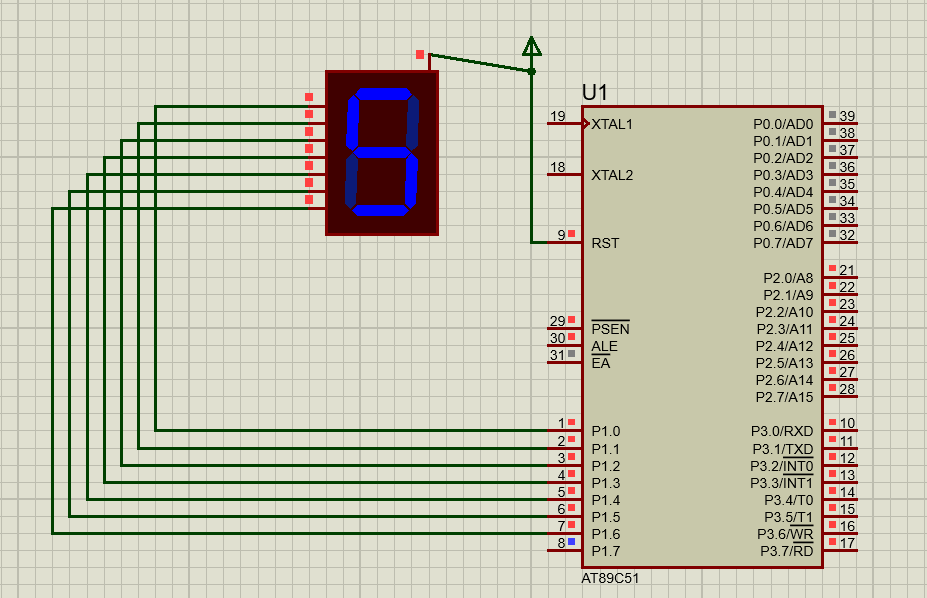 U1
19 XTAL1
18 XTAL2
9 RST
29 PSEN
30 ALE
31 EA
1 P1.0
2 P1.1
3 P1.2
4 P1.3
5 P1.4
6 P1.5
7 P1.6
8 P1.7
P0.0/AD0 39
P0.1/AD1 38
P0.2/AD2 37
P0.3/AD3 36
P0.4/AD4 35
P0.5/AD5 34
P0.6/AD6 33
P0.7/AD7 32
P2.0/A8 21
P2.1/A9 22
P2.2/A10 23
P2.3/A11 24
P2.4/A12 25
P2.5/A13 26
P2.6/A14 27
P2.7/A15 28
P3.0/RXD 10
P3.1/TXD 11
P3.2/INT0 12
P3.3/INT1 13
P3.4/T0 14
P3.5/T1 15
P3.6/WR 16
P3.7/RD 17
AT89C51
5